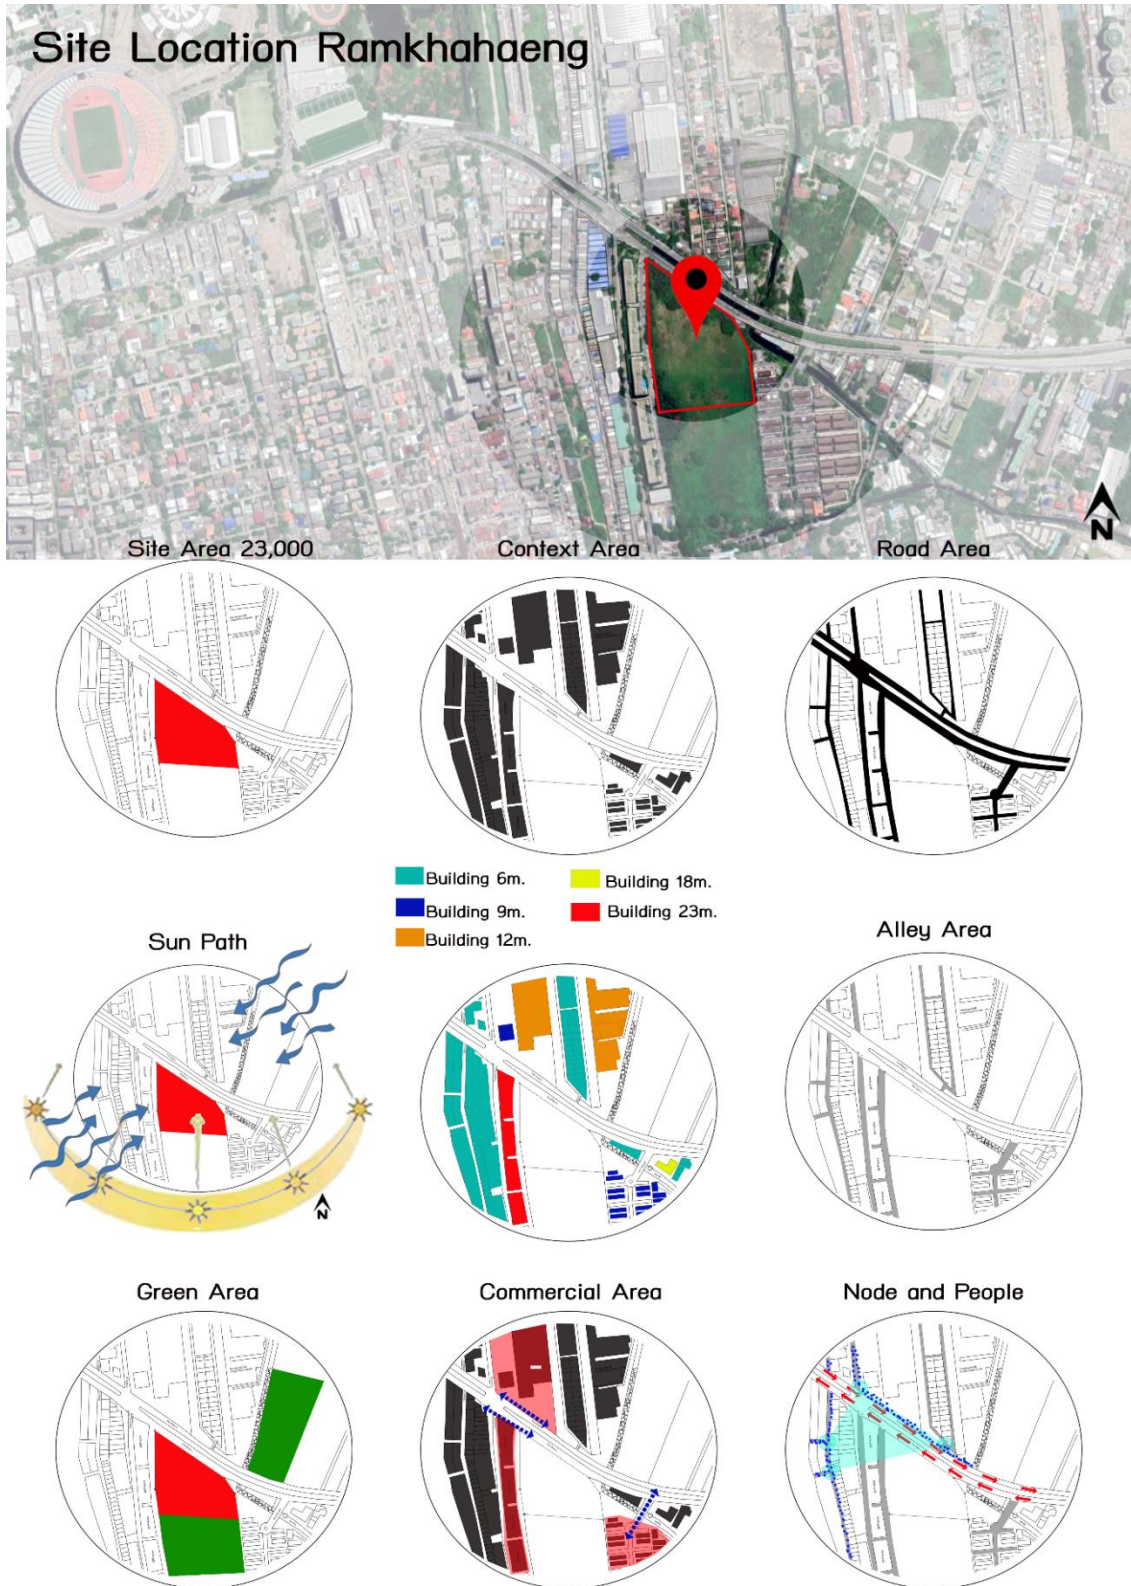 Site Location Ramkhahaeng
N
Site Area 23,000
Context Area
Road Area
Building 6m.
Building 18m.
Building 9m.
Building 23m.
Building 12m.
Sun Path
Alley Area
N
Green Area
Commercial Area
Node and People